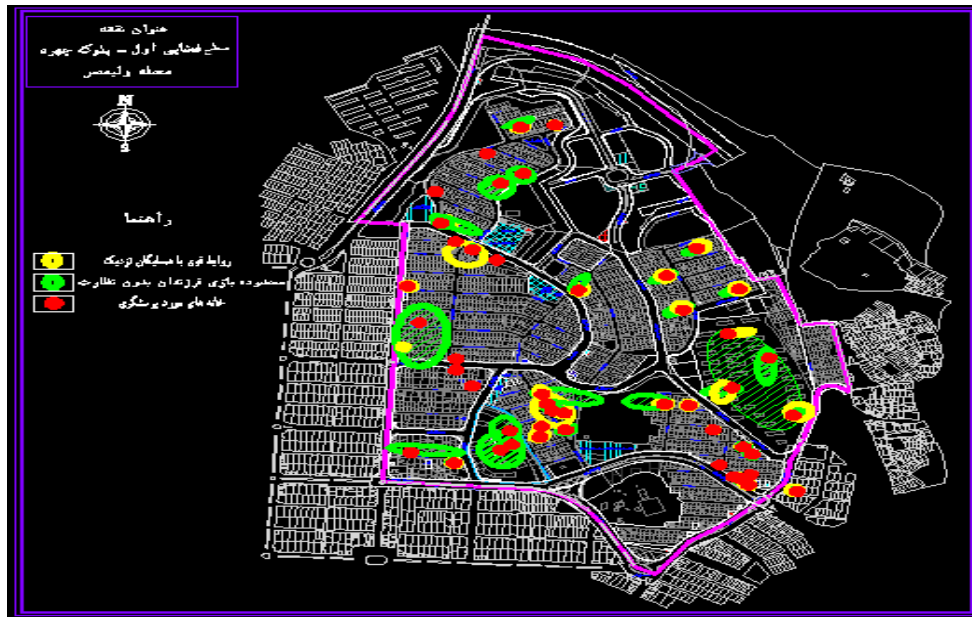 عنوان نقشه
سطح فضایی اول - بلوک چهره
محله ولیعصر
N
S
راهنما
روابط قوی با همسایگان نزدیک
محدوده بازی فرزندان بدون نظارت
خانه های مورد پرسشگری